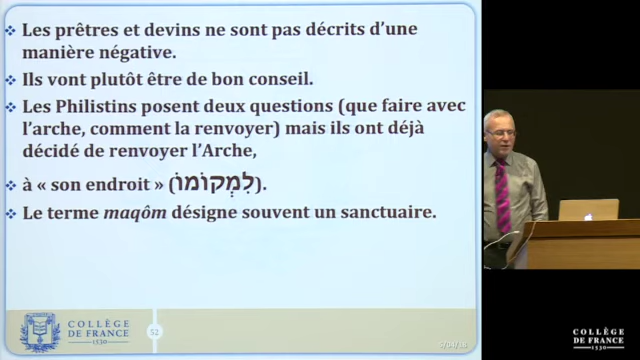 Les prêtres et devins ne sont pas décrits d'une
manière négative.
Ils vont plutôt être de bon conseil.
Les Philistins posent deux questions (que faire avec
l'arche, comment la renvoyer) mais ils ont déjà
décidé de renvoyer l'Arche,
à « son endroit » (לִמְקוֹמוֹ).
Le terme maqôm désigne souvent un sanctuaire.
COLLÈGE
DE FRANCE
1530
52
COLLÈGE
DE FRANCE
1530